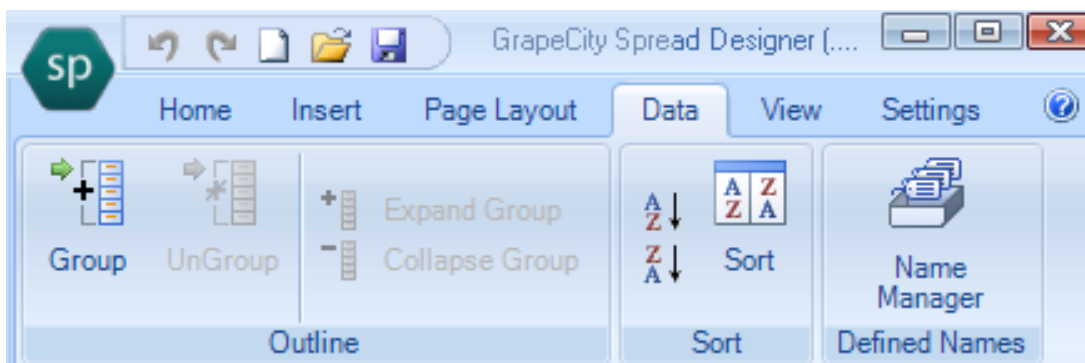 sp
GrapeCity Spread Designer (....
Home Insert Page Layout Data View Settings
Group UnGroup Expand Group
Collapse Group
A
Z
Z
A
A Z
Z A
Sort
Name
Manager
Outline Sort Defined Names